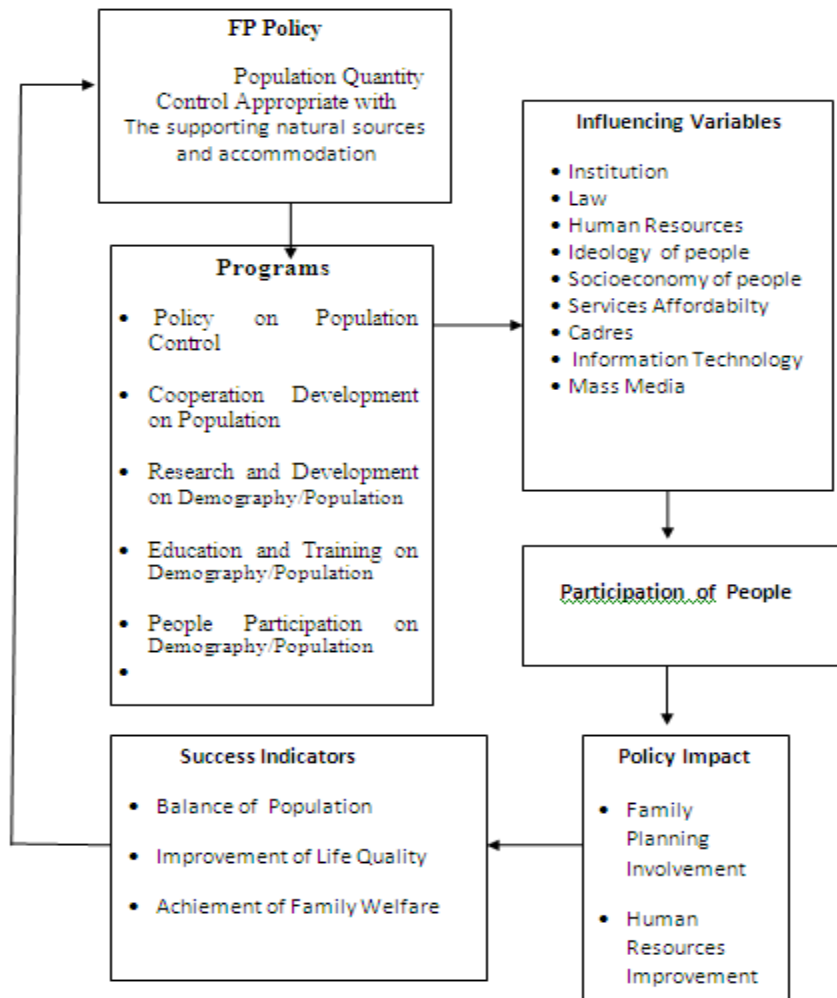 FP Policy
Population Quantity
Control Appropriate with
The supporting natural sources
and accommodation
Programs
• Policy on Population
Control
• Cooperation Development
on Population
• Research and Development
on Demography/Population
• Education and Training on
Demography/Population
• People Participation on
Demography/Population
•
Influencing Variables
• Institution
• Law
• Human Resources
• Ideology of people
• Socioeconomy of people
• Services Affordabilty
• Cadres
• Information Technology
• Mass Media
Participation of People
Policy Impact
• Family
Planning
Involvement
• Human
Resources
Improvement
Success Indicators
• Balance of Population
• Improvement of Life Quality
• Achiement of Family Welfare